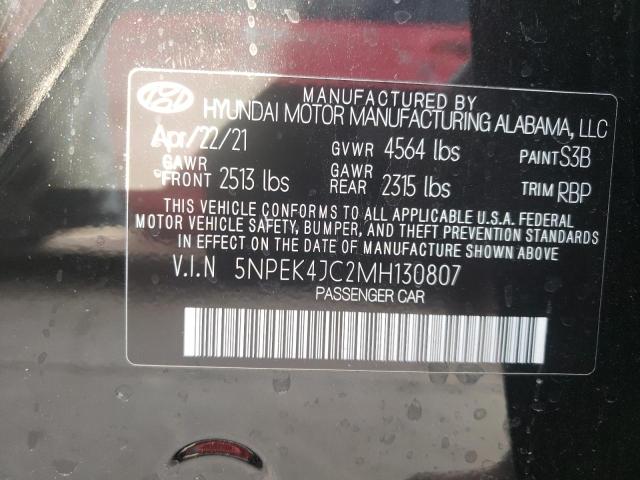 MANUFACTURED BY
HYUNDAI MOTOR MANUFACTURING ALABAMA, LLC
Apr/22/21 GVWR 4564 lbs PAINT S3B
GAWR FRONT 2513 lbs GAWR REAR 2315 lbs TRIM RBP
THIS VEHICLE CONFORMS TO ALL APPLICABLE U.S.A. FEDERAL
MOTOR VEHICLE SAFETY, BUMPER, AND THEFT PREVENTION STANDARDS
IN EFFECT ON THE DATE OF MANUFACTURE SHOWN ABOVE
V.I.N 5NPEK4JC2MH130807
PASSENGER CAR